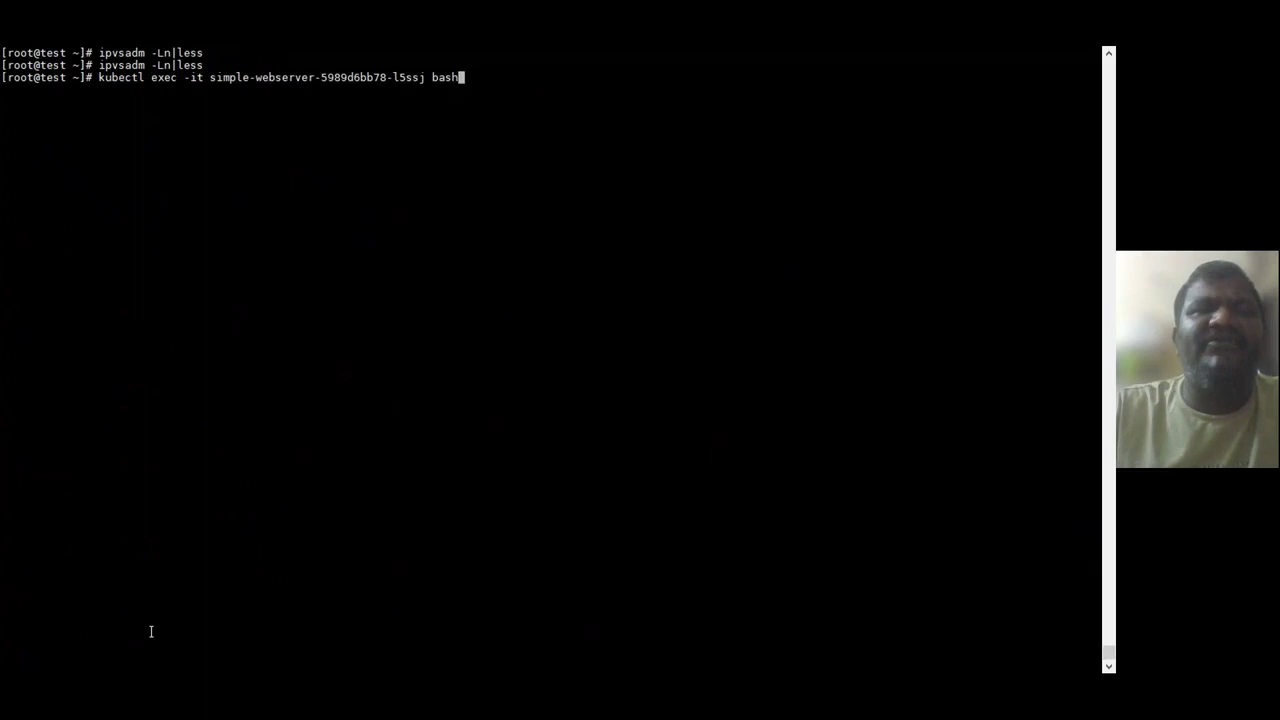 [root@test ~]# ipvsadm -Ln|less
[root@test ~]# ipvsadm -Ln|less
[root@test ~]# kubectl exec -it simple-webserver-5989d6bb78-l5ssj bash